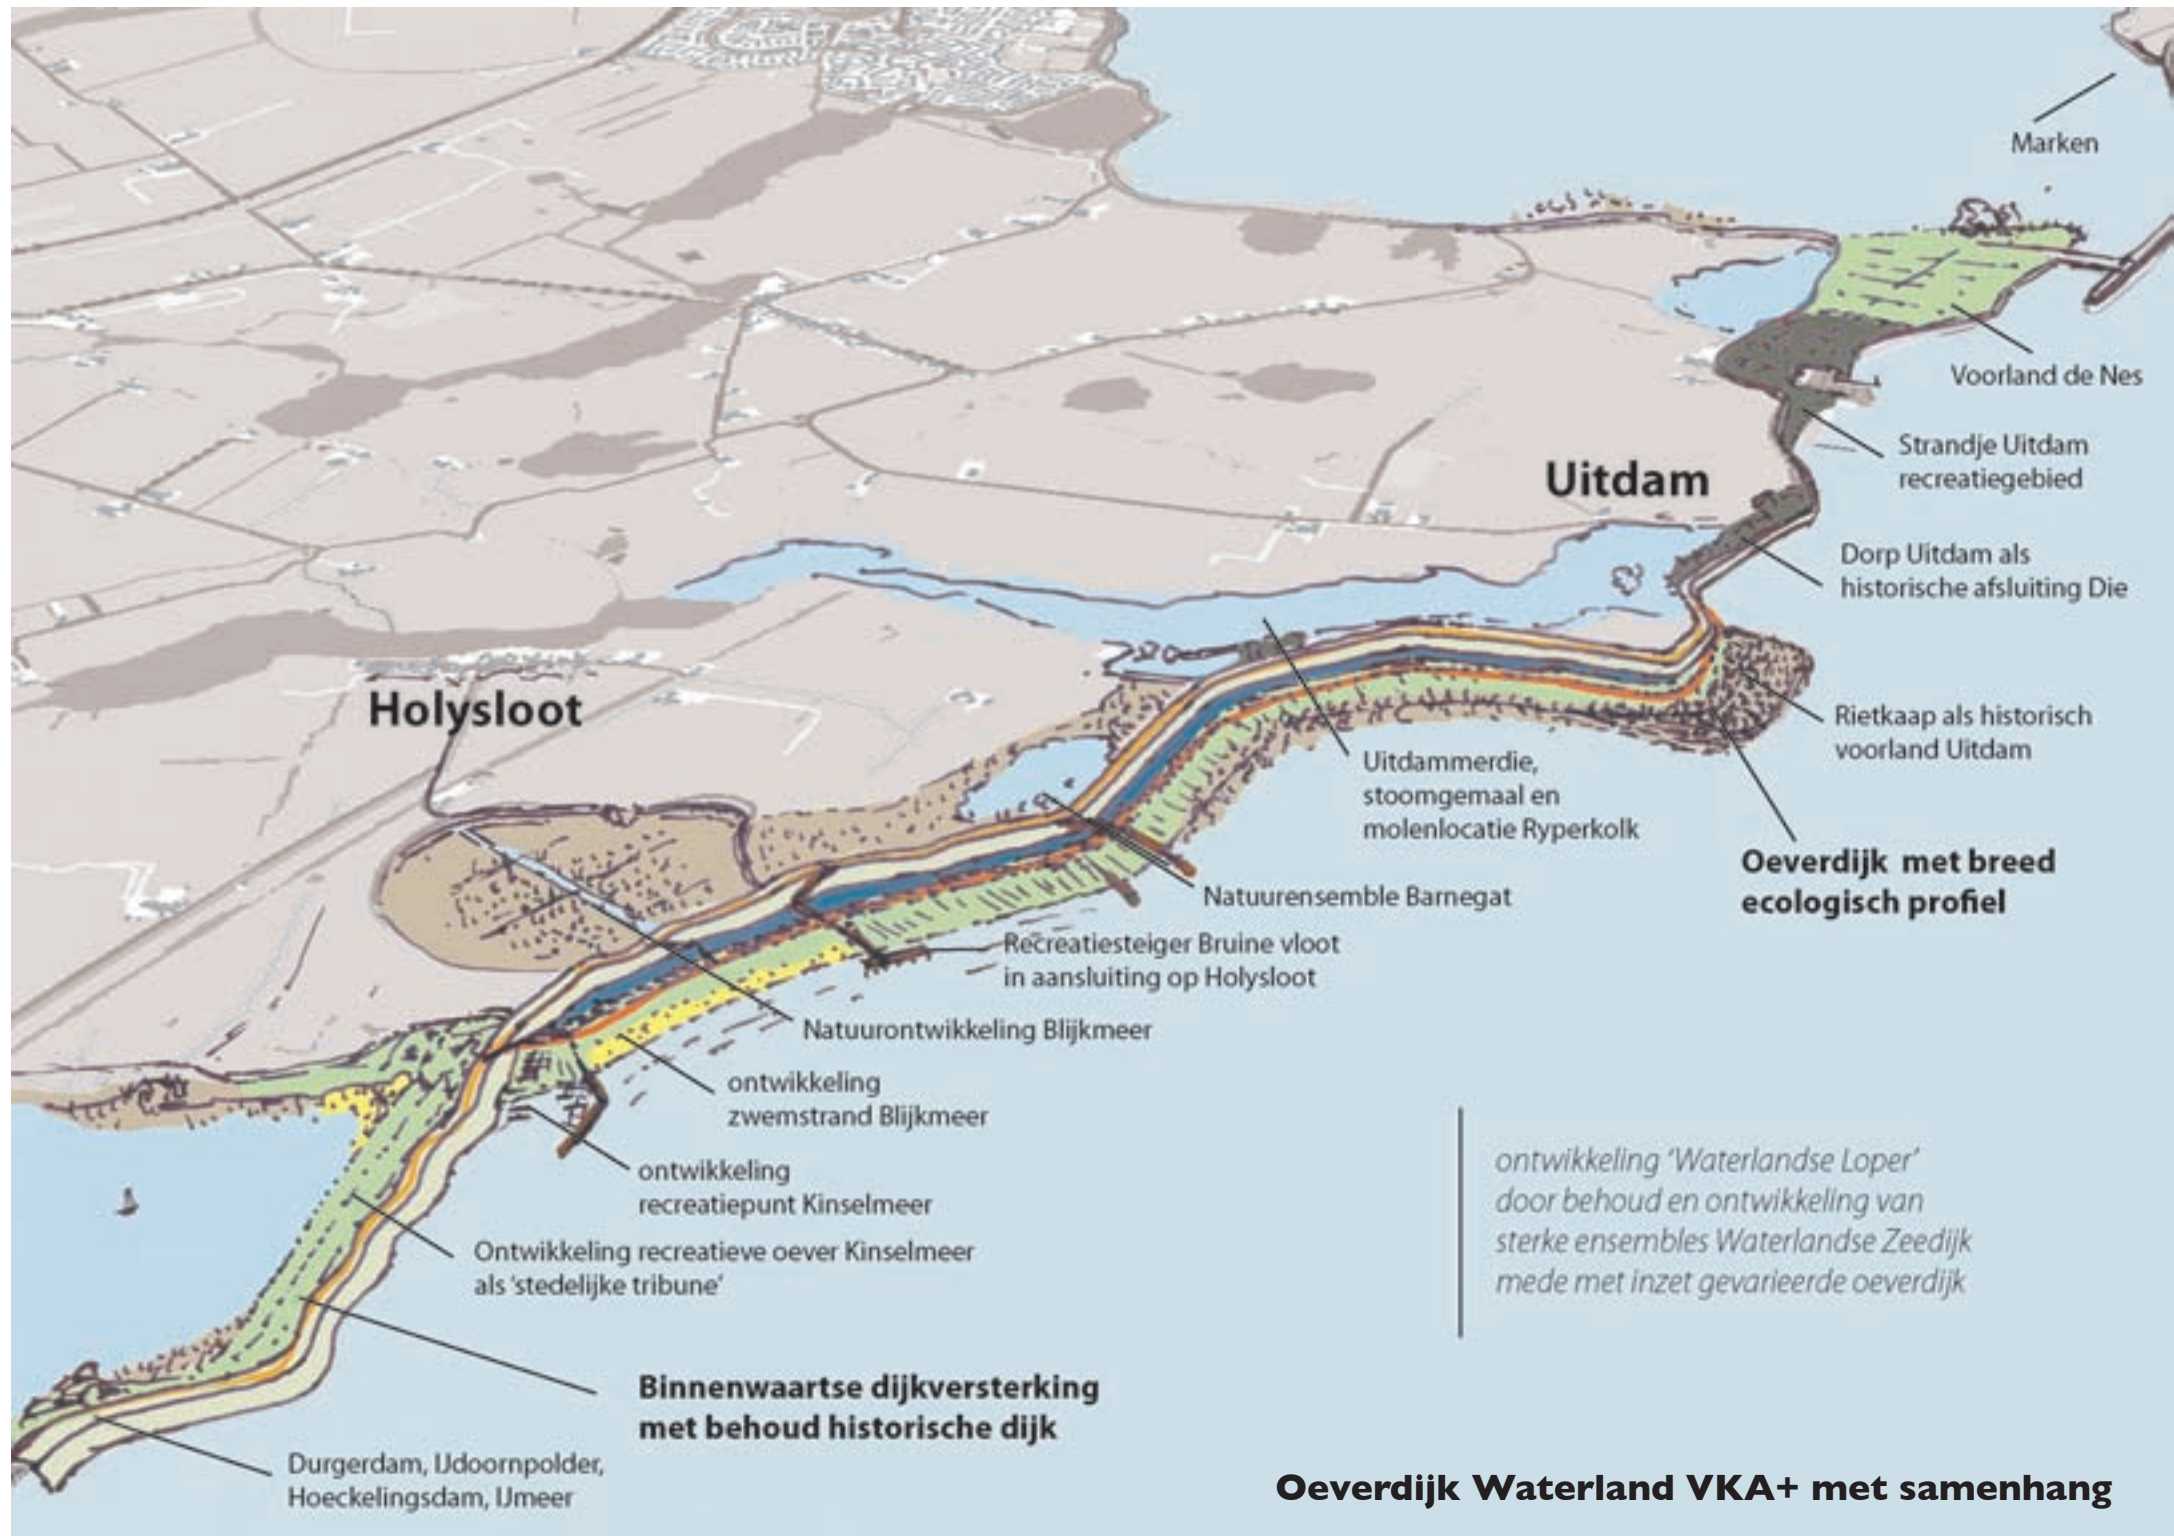 Marken
Voorland de Nes
Strandje Uitdam
recreatiegebied
Uitdam
Dorp Uitdam als
historische afsluiting Die
Holysloot
Rietkaap als historisch
voorland Uitdam
Uitdammerdie,
stoomgemaal en
molenlocatie Ryperkolk
Oeverdijk met breed
ecologisch profiel
Natuurensemble Barnegat
Recreatiesteiger Bruine vloot
in aansluiting op Holysloot
Natuurontwikkeling Blijkmeer
ontwikkeling
zwemstrand Blijkmeer
ontwikkeling
recreatiepunt Kinselmeer
Ontwikkeling recreatieve oever Kinselmeer
als 'stedelijke tribune'
ontwikkeling 'Waterlandse Loper'
door behoud en ontwikkeling van
sterke ensembles Waterlandse Zeedijk
mede met inzet gevarieerde oeverdijk
Binnenwaartse dijkversterking
met behoud historische dijk
Durgerdam, IJdoornpolder,
Hoeckelingsdam, IJmeer
Oeverdijk Waterland VKA+ met samenhang